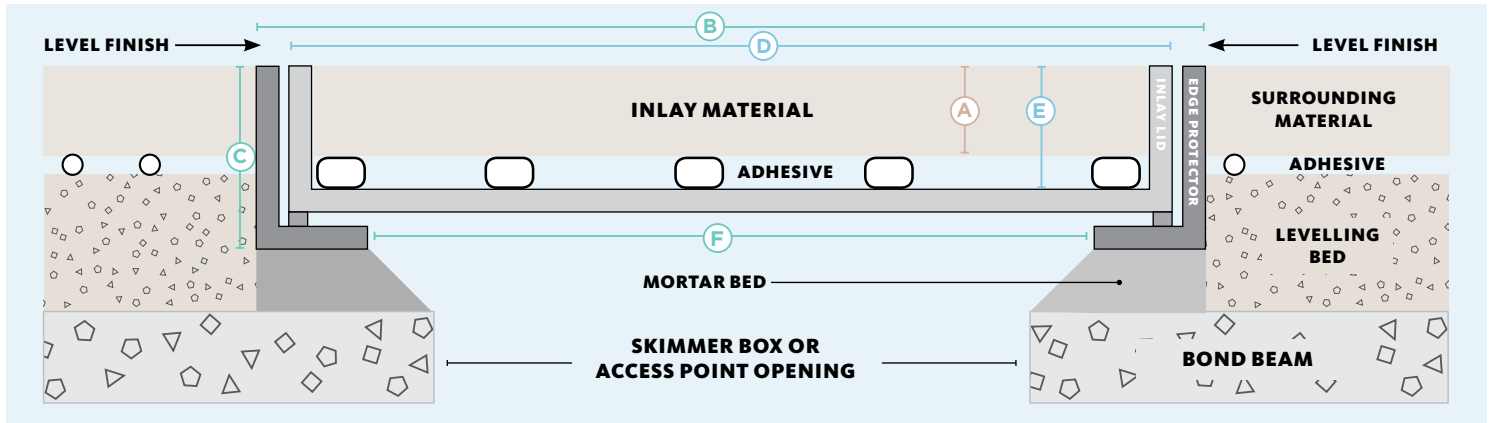 B
LEVEL FINISH
D
LEVEL FINISH
INLAY MATERIAL
A
E
INLAY LID
EDGE PROTECTOR
SURROUNDING
MATERIAL
C
ADHESIVE
ADHESIVE
F
LEVELLING
BED
MORTAR BED
SKIMMER BOX OR
ACCESS POINT OPENING
BOND BEAM